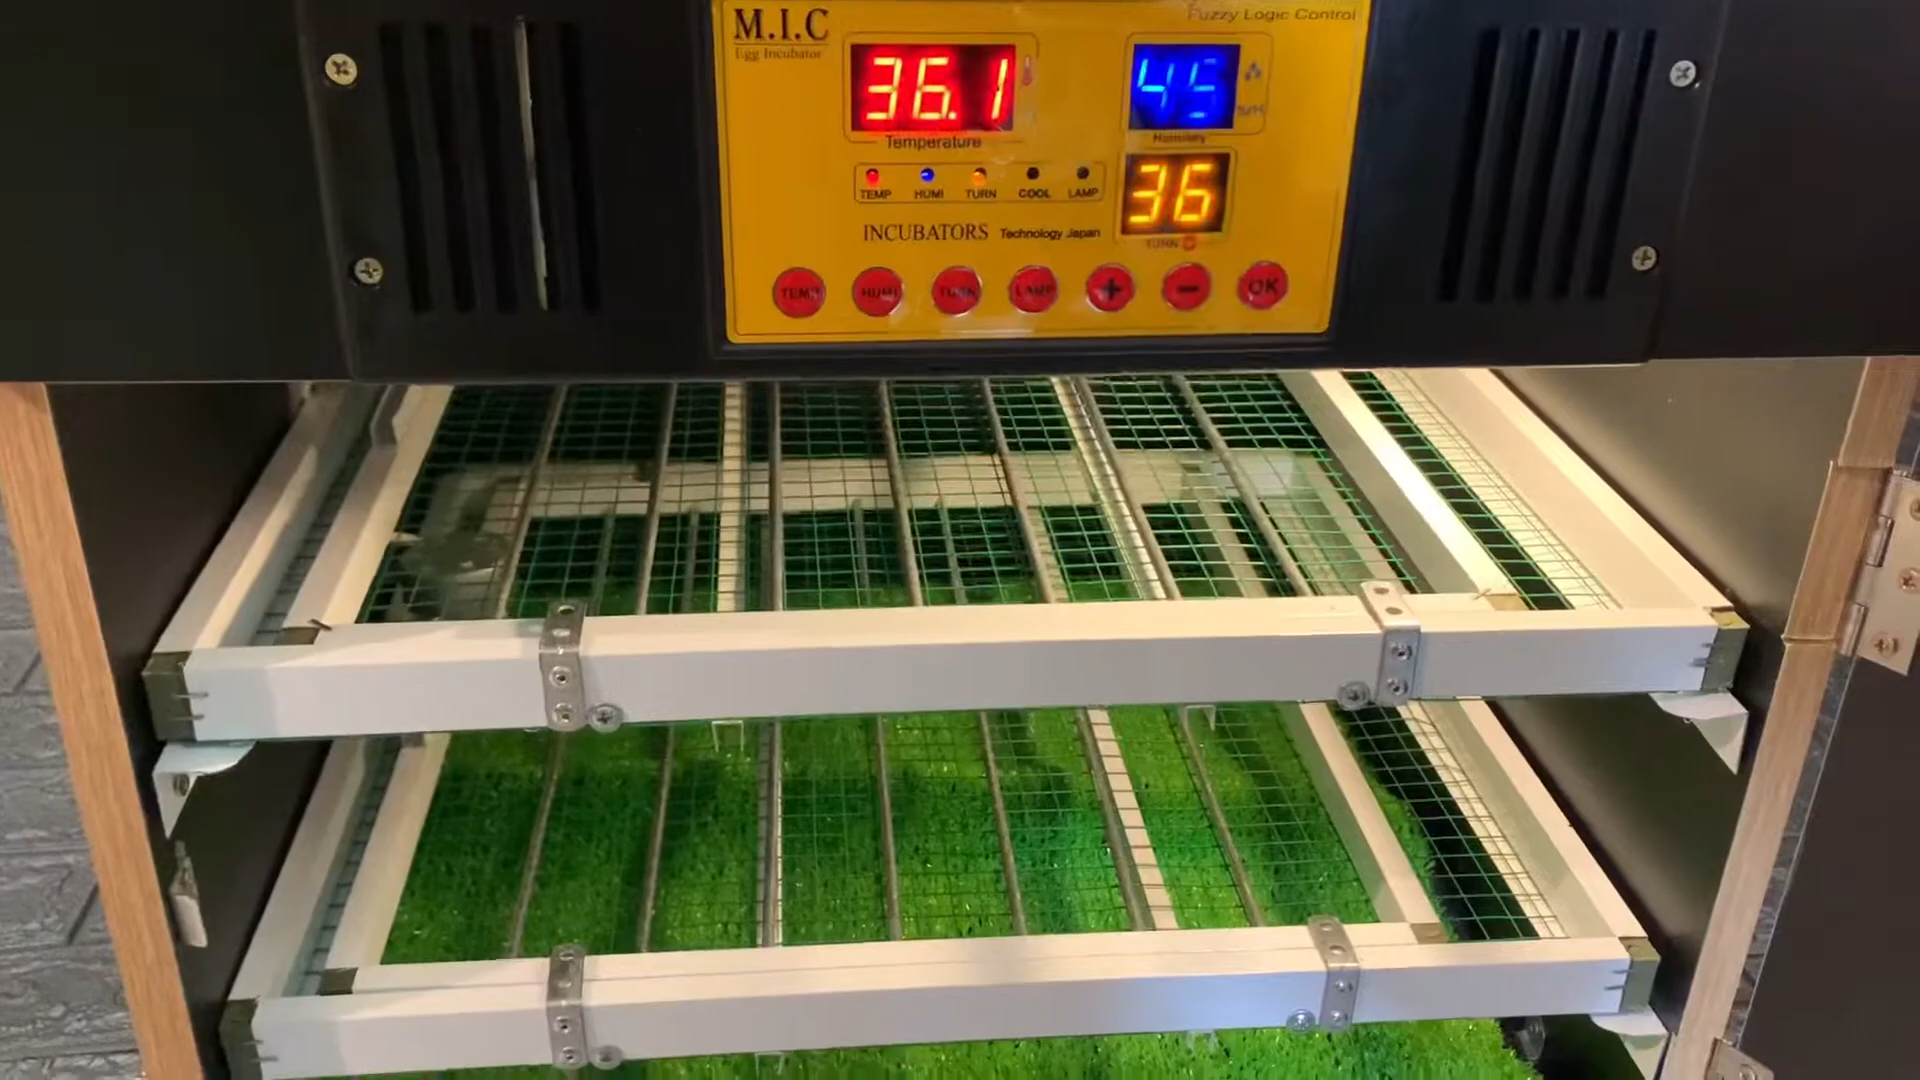 M.I.C
Egg Incubator
Fuzzy Logic Control
36.1
Temperature
45
%rH
Humidity
TEMP HUMI TURN COOL LAMP
36
TURN
INCUBATORS Technology Japan
TEMP HUMI TURN LAMP + - OK